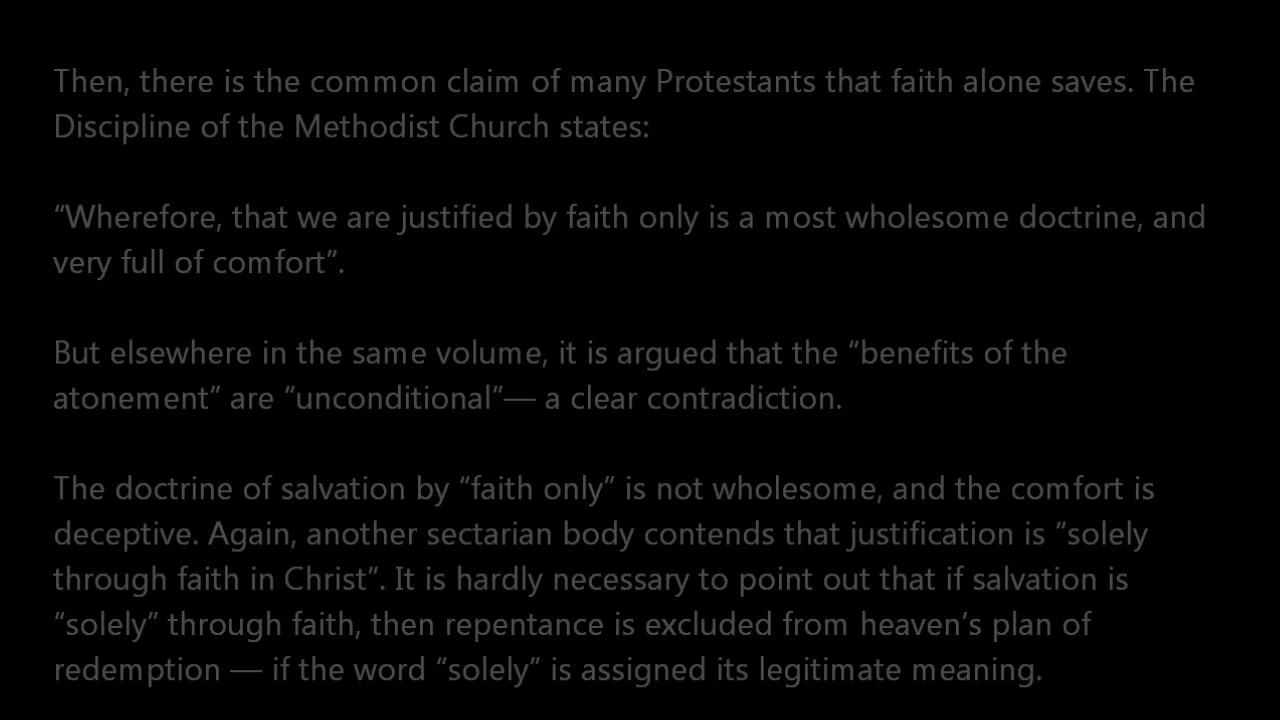 Then, there is the common claim of many Protestants that faith alone saves. The
Discipline of the Methodist Church states:
“Wherefore, that we are justified by faith only is a most wholesome doctrine, and
very full of comfort”.
But elsewhere in the same volume, it is argued that the “benefits of the
atonement” are “unconditional”— a clear contradiction.
The doctrine of salvation by “faith only” is not wholesome, and the comfort is
deceptive. Again, another sectarian body contends that justification is “solely
through faith in Christ”. It is hardly necessary to point out that if salvation is
“solely” through faith, then repentance is excluded from heaven’s plan of
redemption — if the word “solely” is assigned its legitimate meaning.